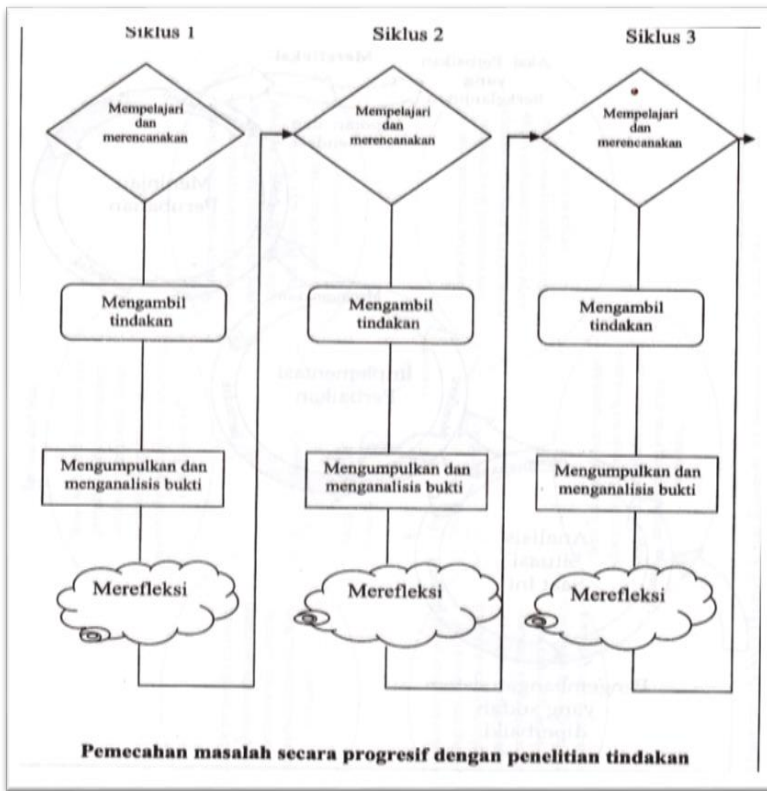 Siklus 1
Mempelajari
dan
merencanakan
Mengambil
tindakan
Mengumpulkan dan
menganalisis bukti
Merefleksi
Siklus 2
Mempelajari
dan
merencanakan
Mengambil
tindakan
Mengumpulkan dan
menganalisis bukti
Merefleksi
Siklus 3
Mempelajari
dan
merencanakan
Mengambil
tindakan
Mengumpulkan dan
menganalisis bukti
Merefleksi
Pemecahan masalah secara progresif dengan penelitian tindakan